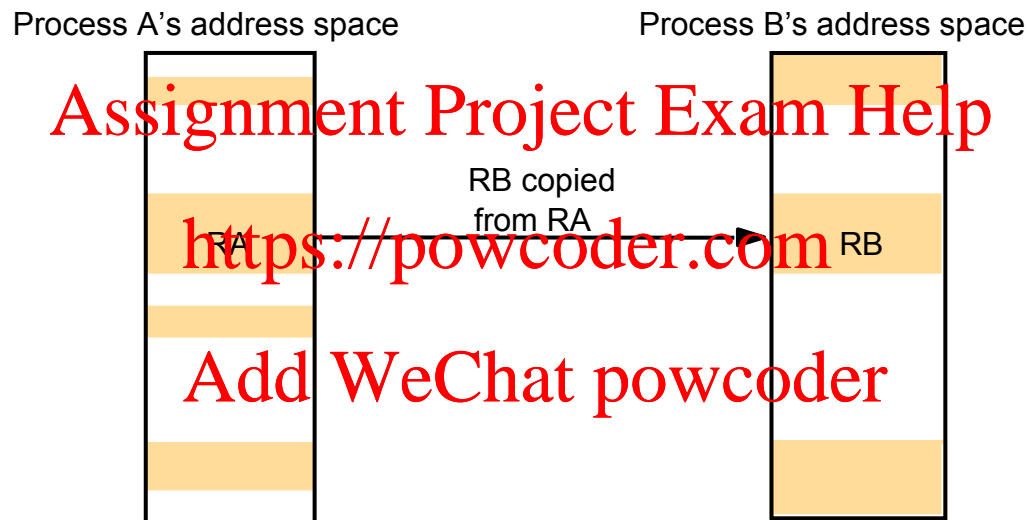 Process A’s address space
Process B’s address space
Assignment Project Exam Help
RB copied
from RA
RA
https://powcoder.com
RB
Add WeChat powcoder